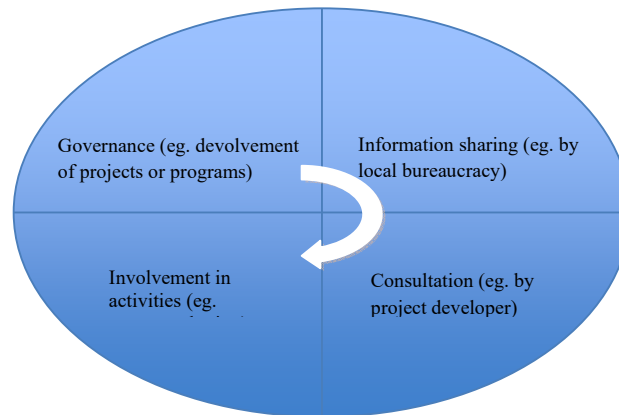 Governance (eg. devolvement
of projects or programs)
Information sharing (eg. by
local bureaucracy)
Involvement in
activities (eg.
Consultation (eg. by
project developer)